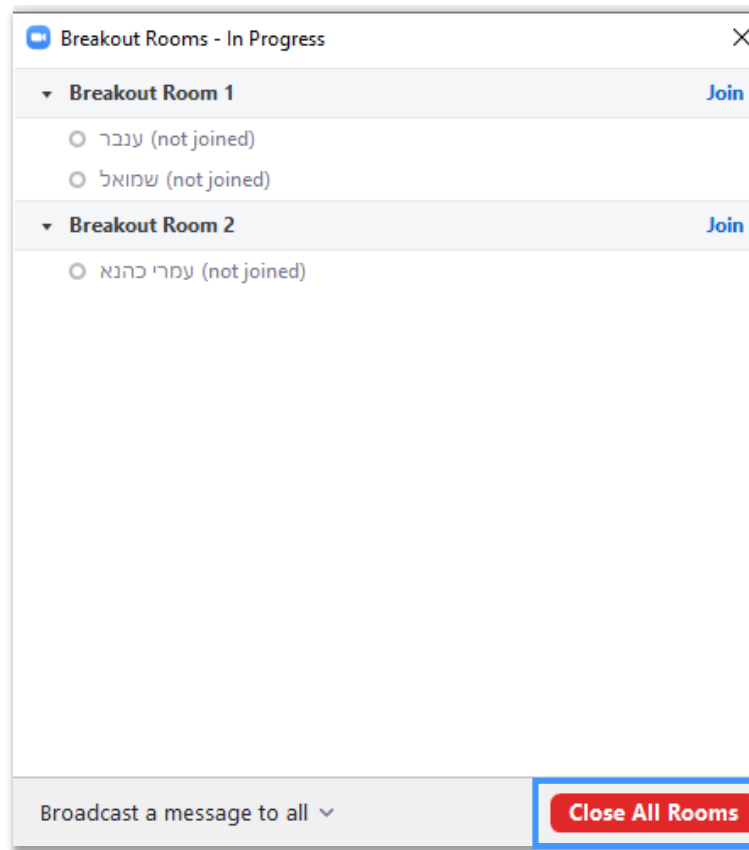 Breakout Rooms - In Progress
Breakout Room 1 Join
ענבר (not joined)
שמואל (not joined)
Breakout Room 2 Join
עמרי כהנא (not joined)
Broadcast a message to all Close All Rooms